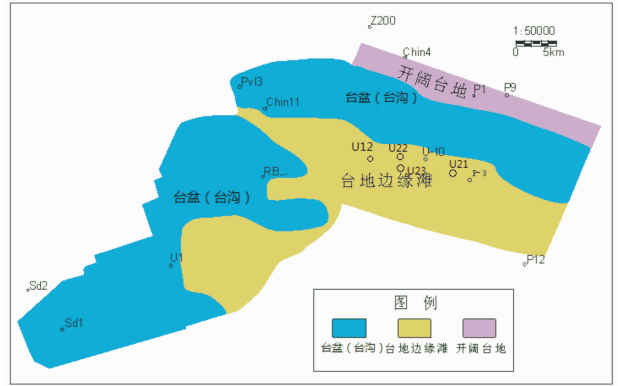 Z200
1:50000
0 5km
Chin4
开阔台地
P1
P9
Pvl3
台盆(台沟)
Chin11
U12
U22
U-10
U23
U21
台地边缘滩
RB
台盆(台沟)
U1
P12
Sd2
Sd1
图 例
台盆(台沟)
台地边缘滩
开阔台地